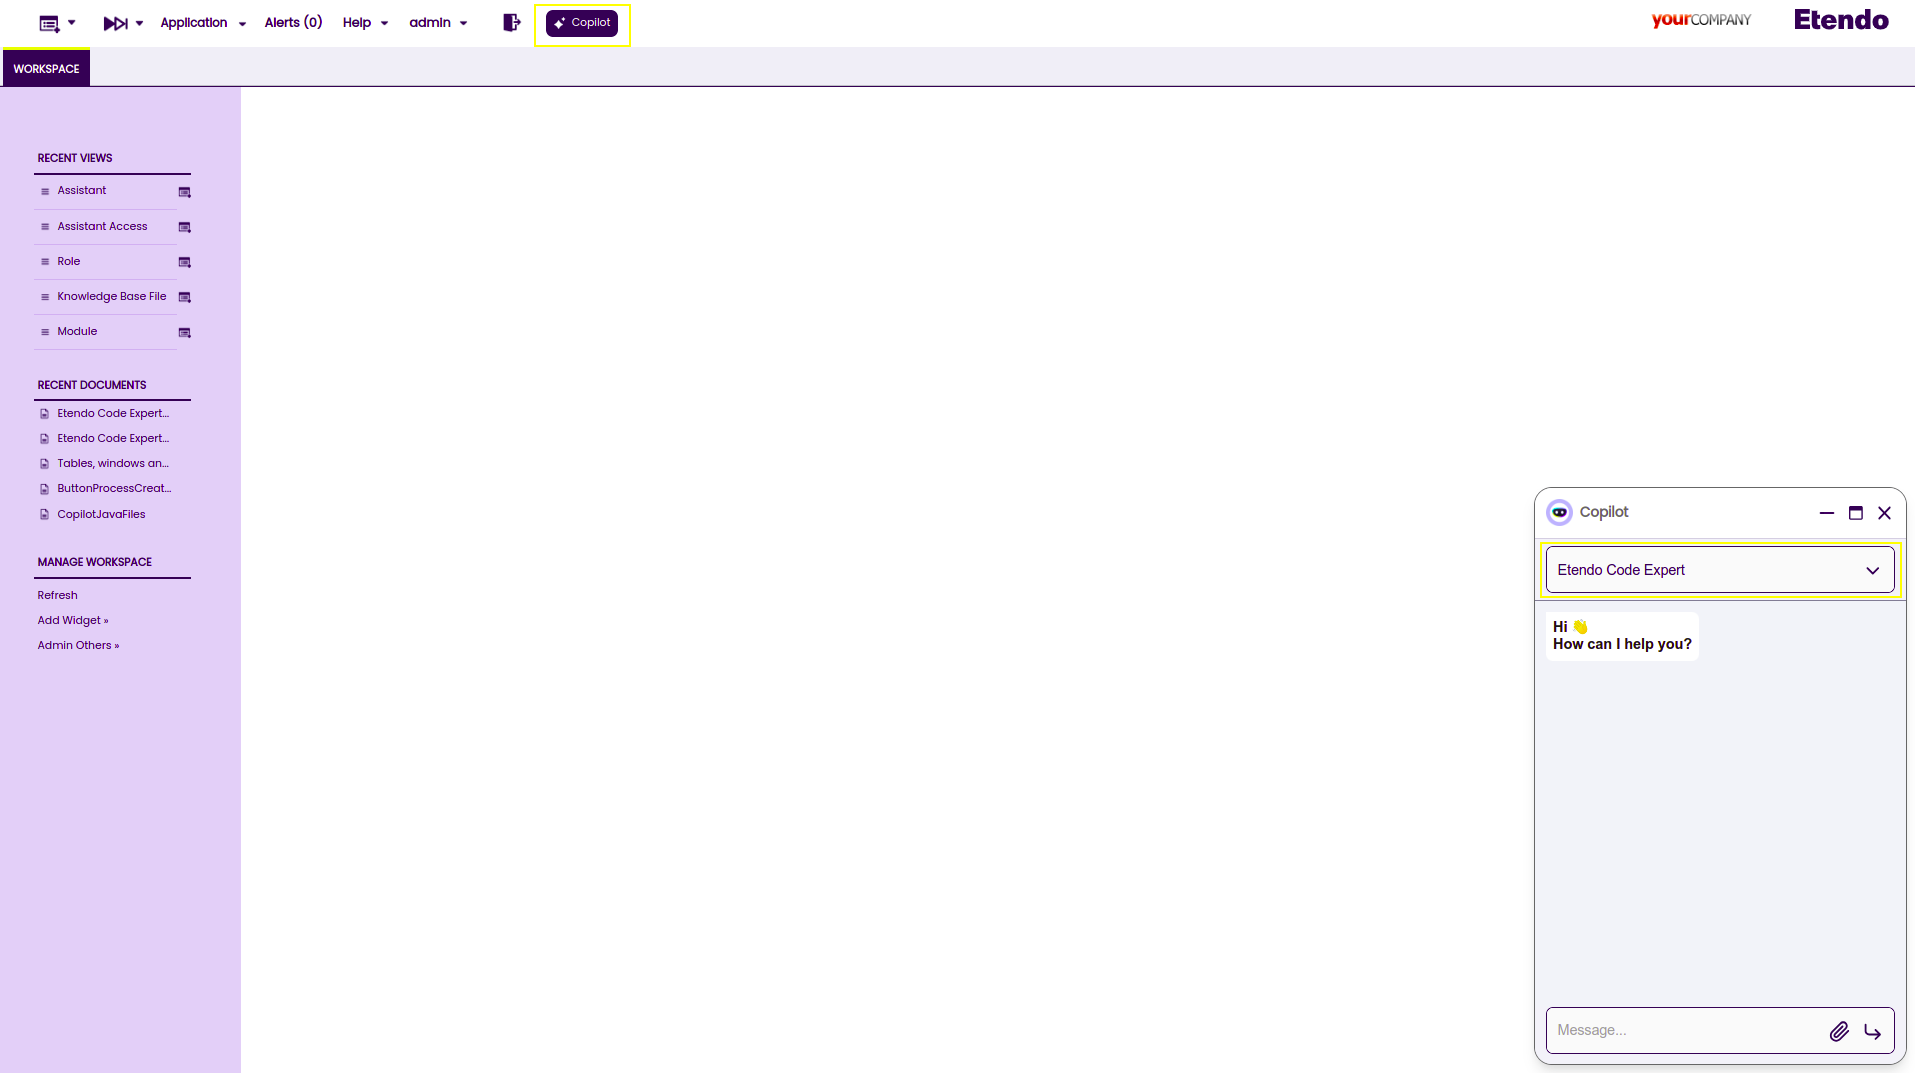 Application
Alerts (0)
Help
admin
Copilot
yourCOMPANY
Etendo
WORKSPACE
RECENT VIEWS
Assistant
Assistant Access
Role
Knowledge Base File
Module
RECENT DOCUMENTS
Etendo Code Expert...
Etendo Code Expert...
Tables, windows an...
ButtonProcessCreat...
CopilotJavaFiles
MANAGE WORKSPACE
Refresh
Add Widget »
Admin Others »
Copilot
Etendo Code Expert
Hi 👋
How can I help you?
Message...